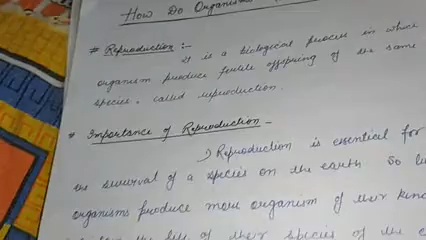 How Do Organisms
# Reproduction :-
It is a biological process in which
organism produce fertile offspring of the same
species, called reproduction.
* Importance of Reproduction -
) Reproduction is essential for
the survival of a species on the earth. So
organisms produce more organism of their kind
of their species of the